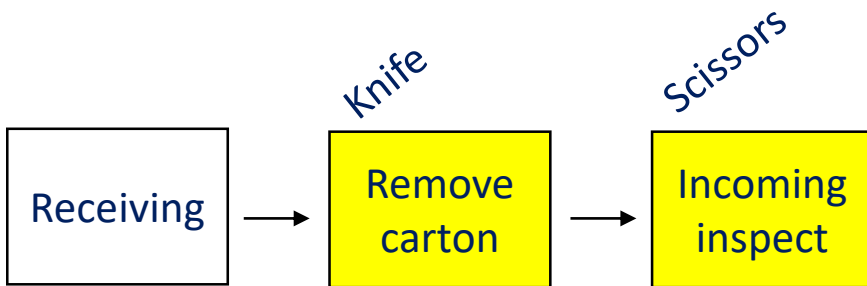 Knife
Scissors
Receiving
Remove
carton
Incoming
inspect